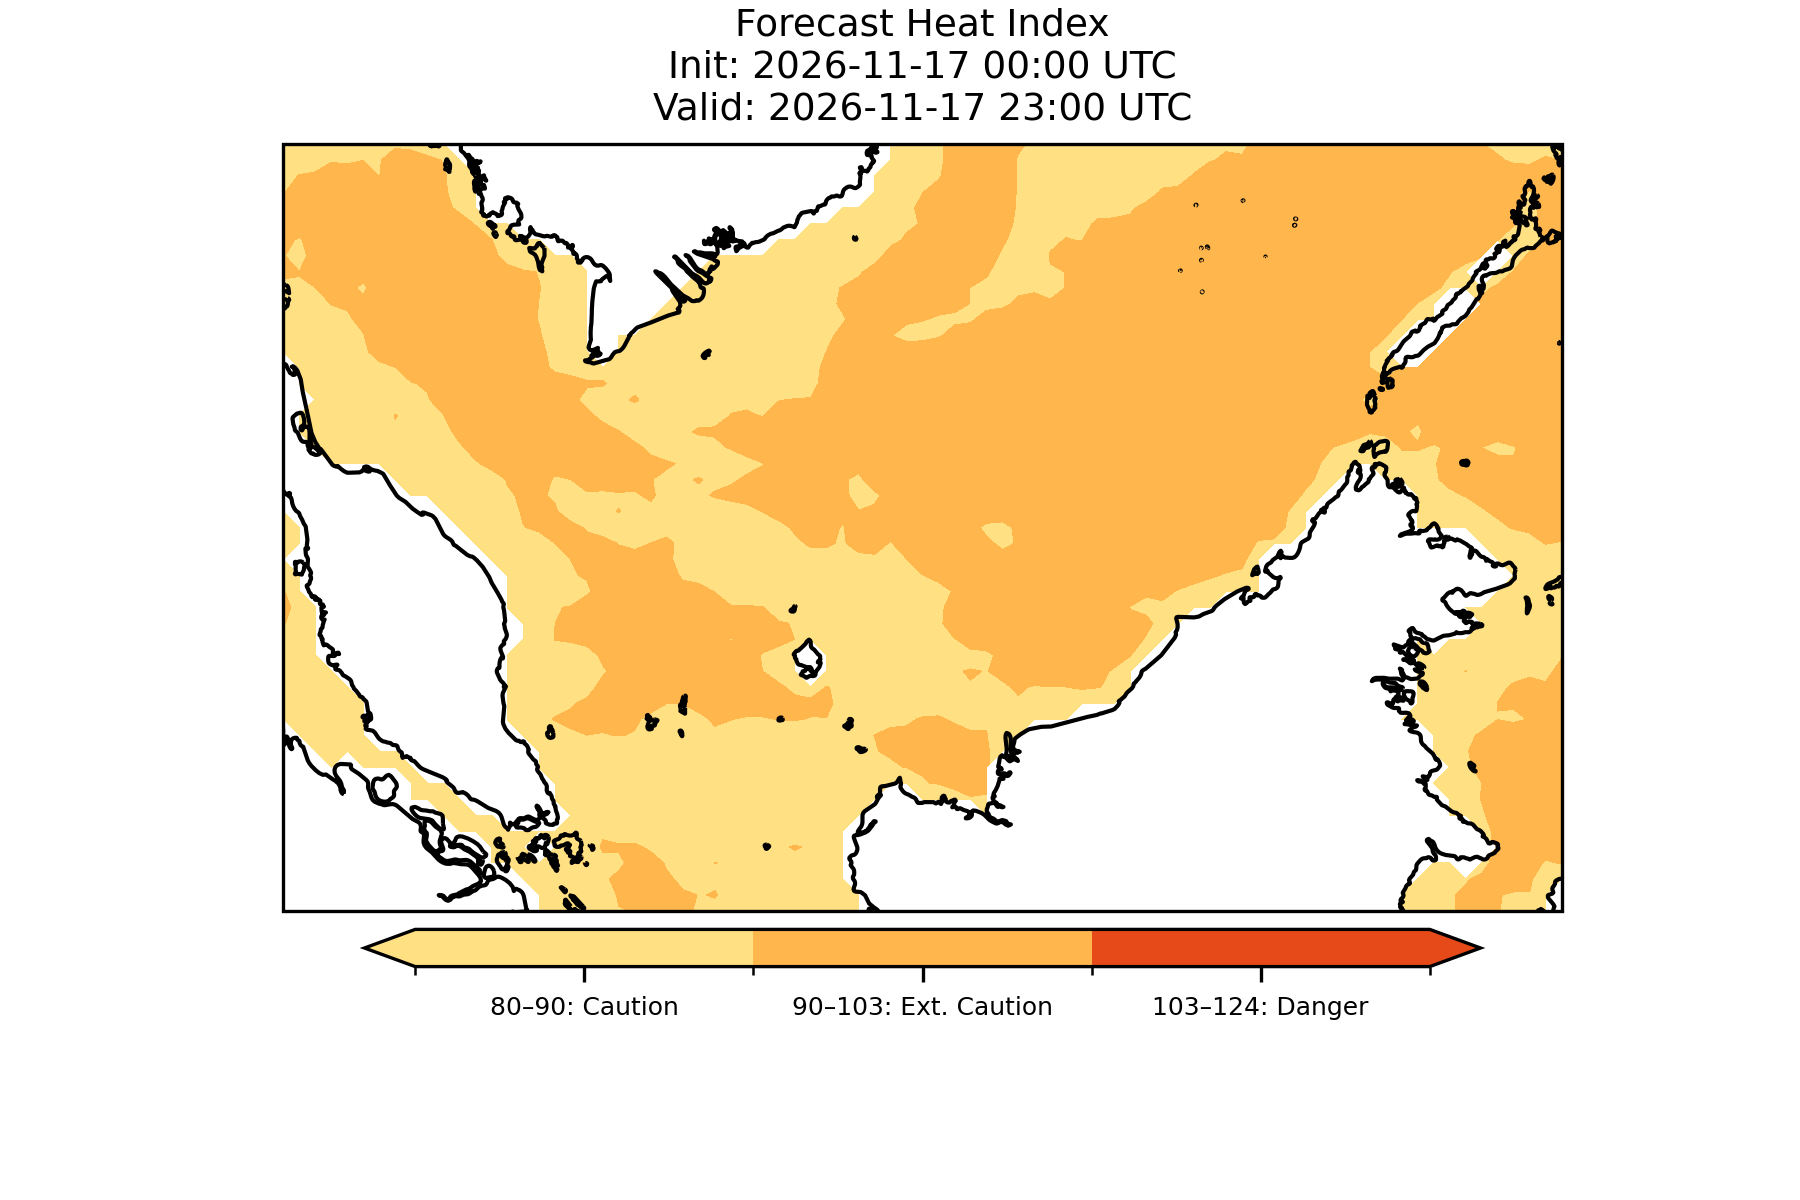 Forecast Heat Index
Init: 2026-11-17 00:00 UTC
Valid: 2026-11-17 23:00 UTC
80–90: Caution
90–103: Ext. Caution
103–124: Danger